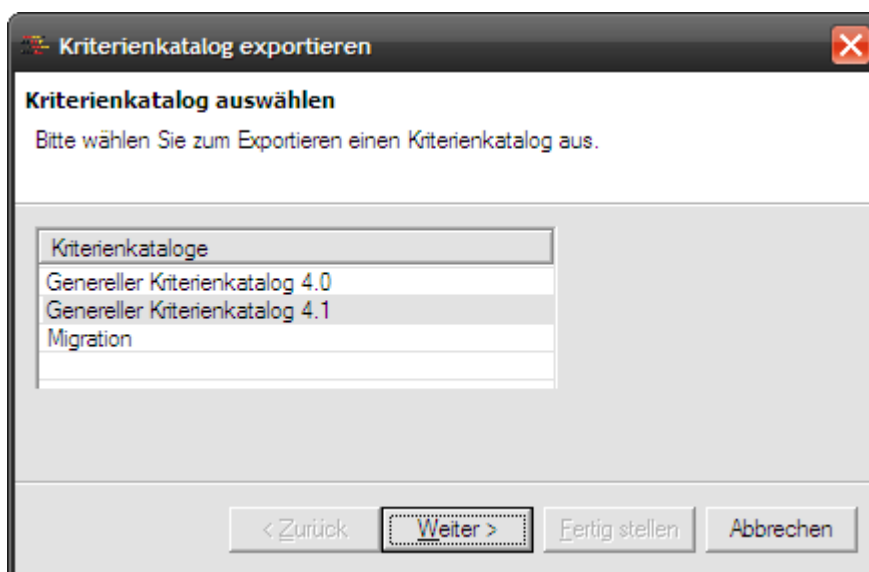 Kriterienkatalog exportieren
Kriterienkatalog auswählen
Bitte wählen Sie zum Exportieren einen Kriterienkatalog aus.
Kriterienkataloge
Genereller Kriterienkatalog 4.0
Genereller Kriterienkatalog 4.1
Migration
< Zurück Weiter > Fertig stellen Abbrechen